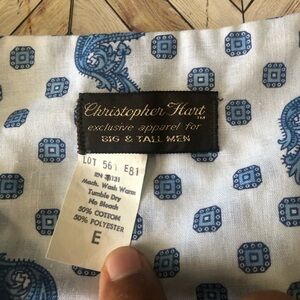 Christopher Hart™
exclusive apparel for
BIG & TALL MEN
LOT 561 E81
Mach. Wash Warm
Tumble Dry
No Bleach
50% COTTON
50% POLYESTER
E